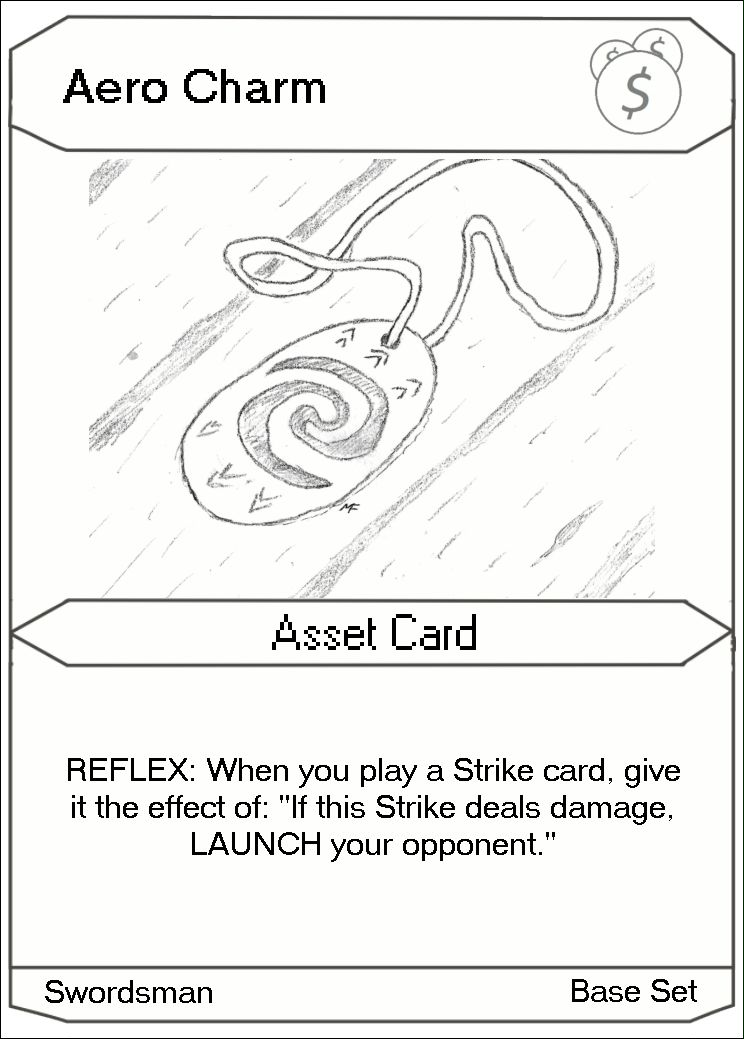 Aero Charm
$ $ $
MF
Asset Card
REFLEX: When you play a Strike card, give
it the effect of: "If this Strike deals damage,
LAUNCH your opponent."
Swordsman
Base Set